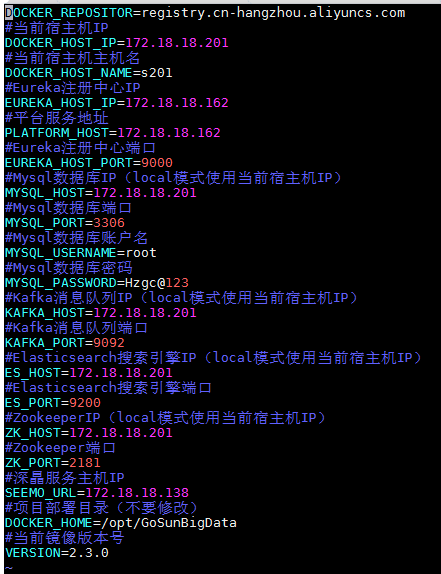 DOCKER_REPOSITOR=registry.cn-hangzhou.aliyuncs.com
#当前宿主机IP
DOCKER_HOST_IP=172.18.18.201
#当前宿主机主机名
DOCKER_HOST_NAME=s201
#Eureka注册中心IP
EUREKA_HOST_IP=172.18.18.162
#平台服务地址
PLATFORM_HOST=172.18.18.162
#Eureka注册中心端口
EUREKA_HOST_PORT=9000
#Mysql数据库IP（local模式使用当前宿主机IP）
MYSQL_HOST=172.18.18.201
#Mysql数据库端口
MYSQL_PORT=3306
#Mysql数据库账户名
MYSQL_USERNAME=root
#Mysql数据库密码
MYSQL_PASSWORD=Hzgc@123
#Kafka消息队列IP（local模式使用当前宿主机IP）
KAFKA_HOST=172.18.18.201
#Kafka消息队列端口
KAFKA_PORT=9092
#Elasticsearch搜索引擎IP（local模式使用当前宿主机IP）
ES_HOST=172.18.18.201
#Elasticsearch搜索引擎端口
ES_PORT=9200
#ZookeeperIP（local模式使用当前宿主机IP）
ZK_HOST=172.18.18.201
#Zookeeper端口
ZK_PORT=2181
#深晶服务主机IP
SEEMO_URL=172.18.18.138
#项目部署目录（不要修改）
DOCKER_HOME=/opt/GoSunBigData
#当前镜像版本号
VERSION=2.3.0
~